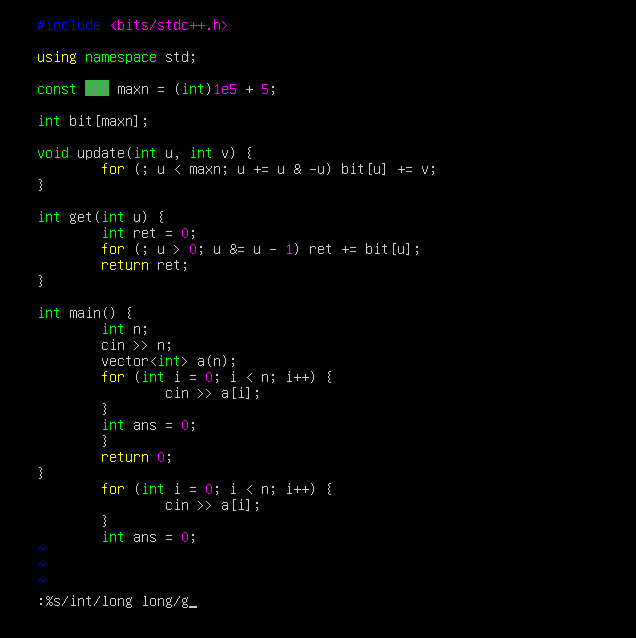 #include <bits/stdc++.h>
using namespace std;
const maxn = (int)1e5 + 5;
int bit[maxn];
void update(int u, int v) {
for (; u < maxn; u += u & -u) bit[u] += v;
}
int get(int u) {
int ret = 0;
for (; u > 0; u &= u - 1) ret += bit[u];
return ret;
}
int main() {
int n;
cin >> n;
vector<int> a(n);
for (int i = 0; i < n; i++) {
cin >> a[i];
}
int ans = 0;
}
return 0;
}
for (int i = 0; i < n; i++) {
cin >> a[i];
}
int ans = 0;
~
~
~
:%s/int/long long/g_